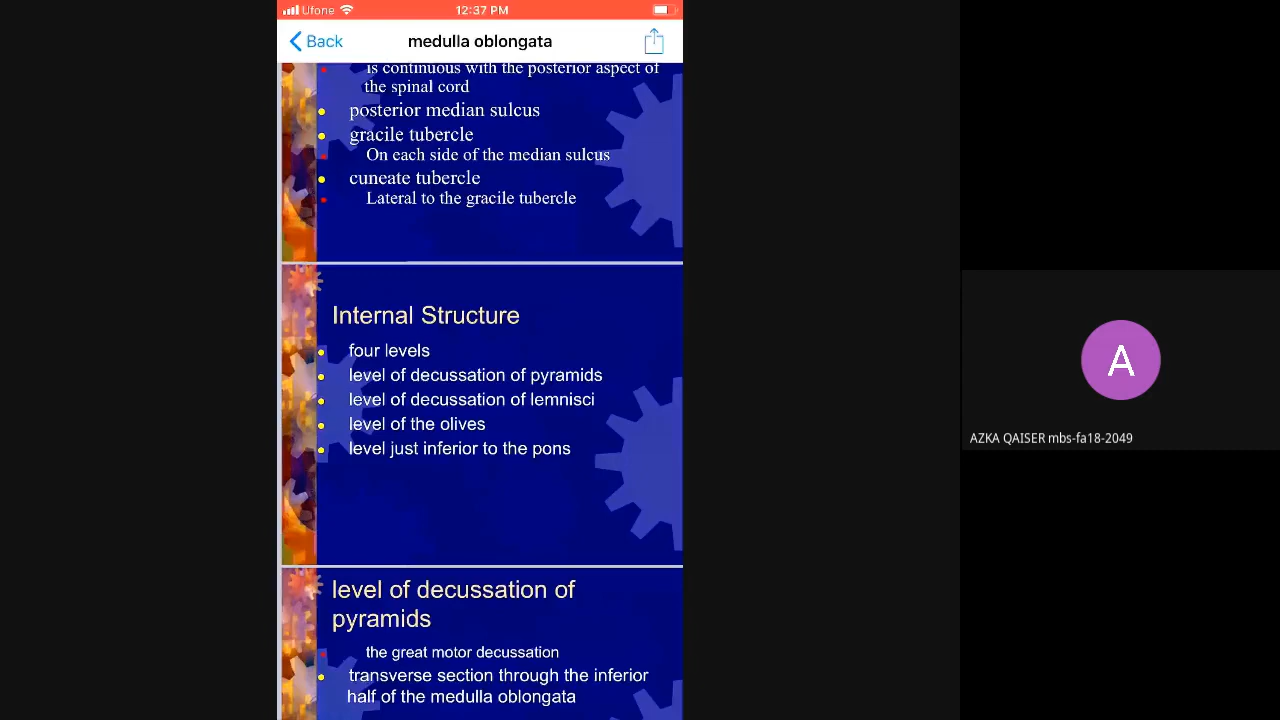 Ufone
12:37 PM
Back
medulla oblongata
is continuous with the posterior aspect of
the spinal cord
posterior median sulcus
gracile tubercle
On each side of the median sulcus
cuneate tubercle
Lateral to the gracile tubercle
Internal Structure
four levels
level of decussation of pyramids
level of decussation of lemnisci
level of the olives
level just inferior to the pons
level of decussation of
pyramids
the great motor decussation
transverse section through the inferior
half of the medulla oblongata
A
AZKA QAISER mbs-fa18-2049